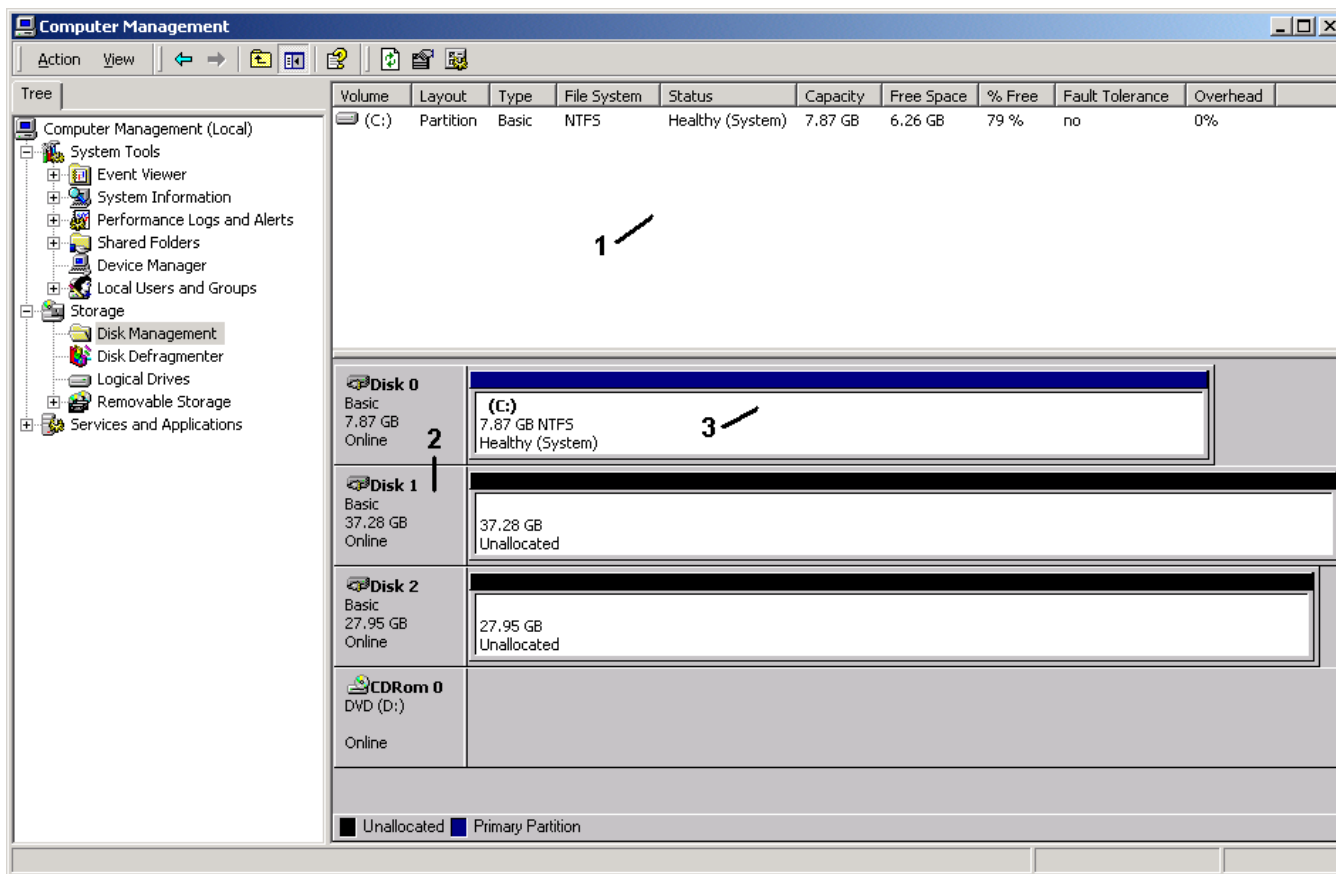 Computer Management
Action View
Tree
Computer Management (Local)
System Tools
Event Viewer
System Information
Performance Logs and Alerts
Shared Folders
Device Manager
Local Users and Groups
Storage
Disk Management
Disk Defragmenter
Logical Drives
Removable Storage
Services and Applications
Volume Layout Type File System Status Capacity Free Space % Free Fault Tolerance Overhead
(C:) Partition Basic NTFS Healthy (System) 7.87 GB 6.26 GB 79 % no 0%
1
Disk 0
Basic
7.87 GB
Online
2
(C:)
7.87 GB NTFS
Healthy (System)
3
Disk 1
Basic
37.28 GB
Online
37.28 GB
Unallocated
Disk 2
Basic
27.95 GB
Online
27.95 GB
Unallocated
CDRom 0
DVD (D:)
Online
Unallocated Primary Partition